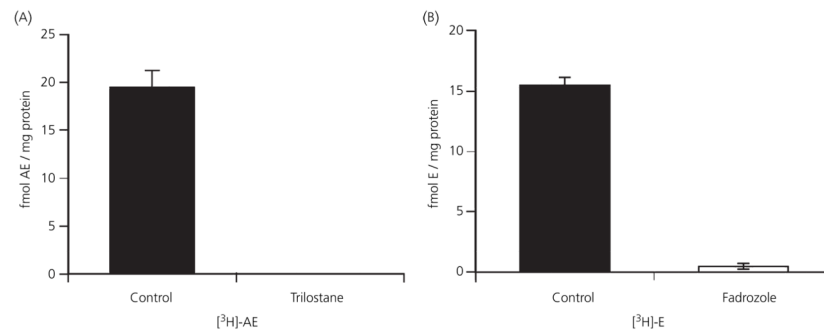 (A)
25
20
15
10
5
0
fmol AE / mg protein
Control
Trilostane
[³H]-AE
(B)
20
15
10
5
0
fmol E / mg protein
Control
Fadrozole
[³H]-E